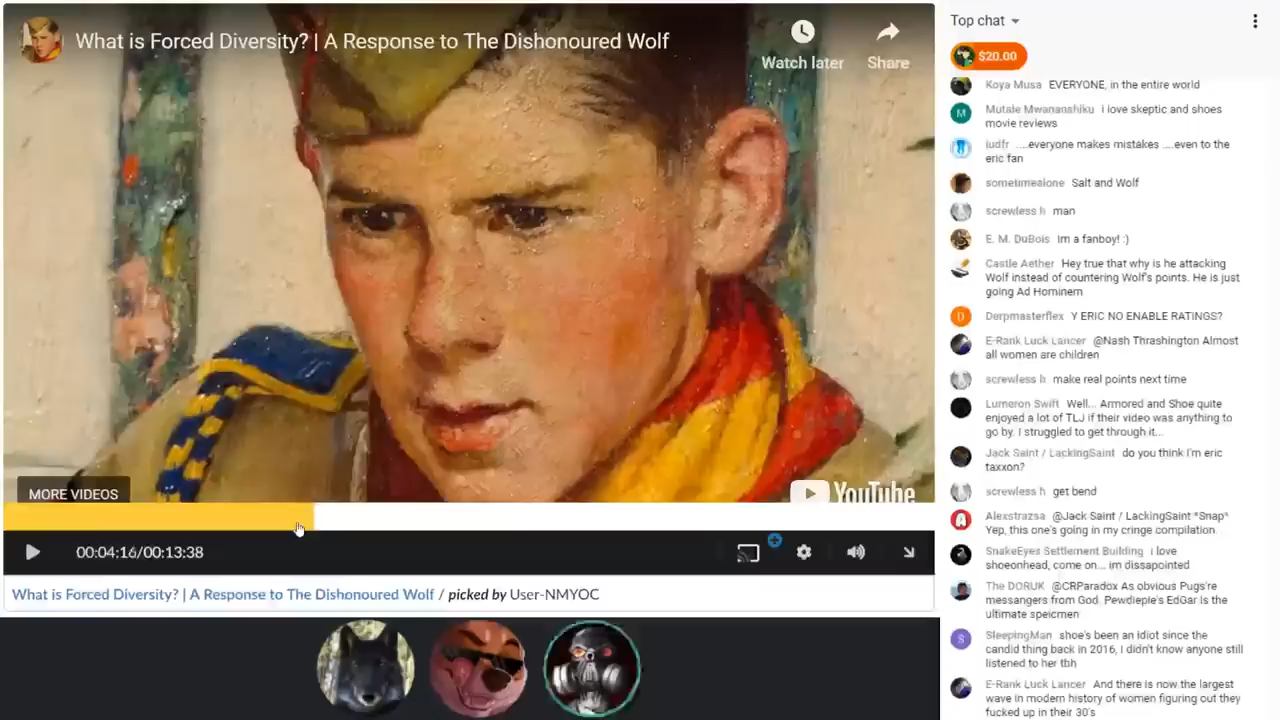 What is Forced Diversity? | A Response to The Dishonoured Wolf
Watch later
Share
MORE VIDEOS
YouTube
00:04:16/00:13:38
What is Forced Diversity? | A Response to The Dishonoured Wolf / picked by User-NMYOC
Top chat
$20.00
Koya Musa EVERYONE, in the entire world
M
Mutale Mwananshiku i love skeptic and shoes
movie reviews
iudfr ....everyone makes mistakes ....even to the
eric fan
sometimealone Salt and Wolf
screwless h man
E. M. DuBois Im a fanboy! :)
Castle Aether Hey true that why is he attacking
Wolf instead of countering Wolf's points. He is just
going Ad Hominem
D
Derpmasterflex Y ERIC NO ENABLE RATINGS?
E-Rank Luck Lancer @Nash Thrashington Almost
all women are children
screwless h make real points next time
Lumeron Swift Well... Armored and Shoe quite
enjoyed a lot of TLJ if their video was anything to
go by. I struggled to get through it...
Jack Saint / LackingSaint do you think I'm eric
taxxon?
screwless h get bend
Alexstrazsa @Jack Saint / LackingSaint *Snap*
Yep, this one's going in my cringe compilation.
SnakeEyes Settlement Building i love
shoeonhead, come on... im dissapointed
The DORUK @CRParadox As obvious Pugs're
messangers from God. Pewdiepie's EdGar is the
ultimate speicmen
S
SleepingMan shoe's been an idiot since the
candid thing back in 2016, I didn't know anyone still
listened to her tbh
E-Rank Luck Lancer And there is now the largest
wave in modern history of women figuring out they
fucked up in their 30's